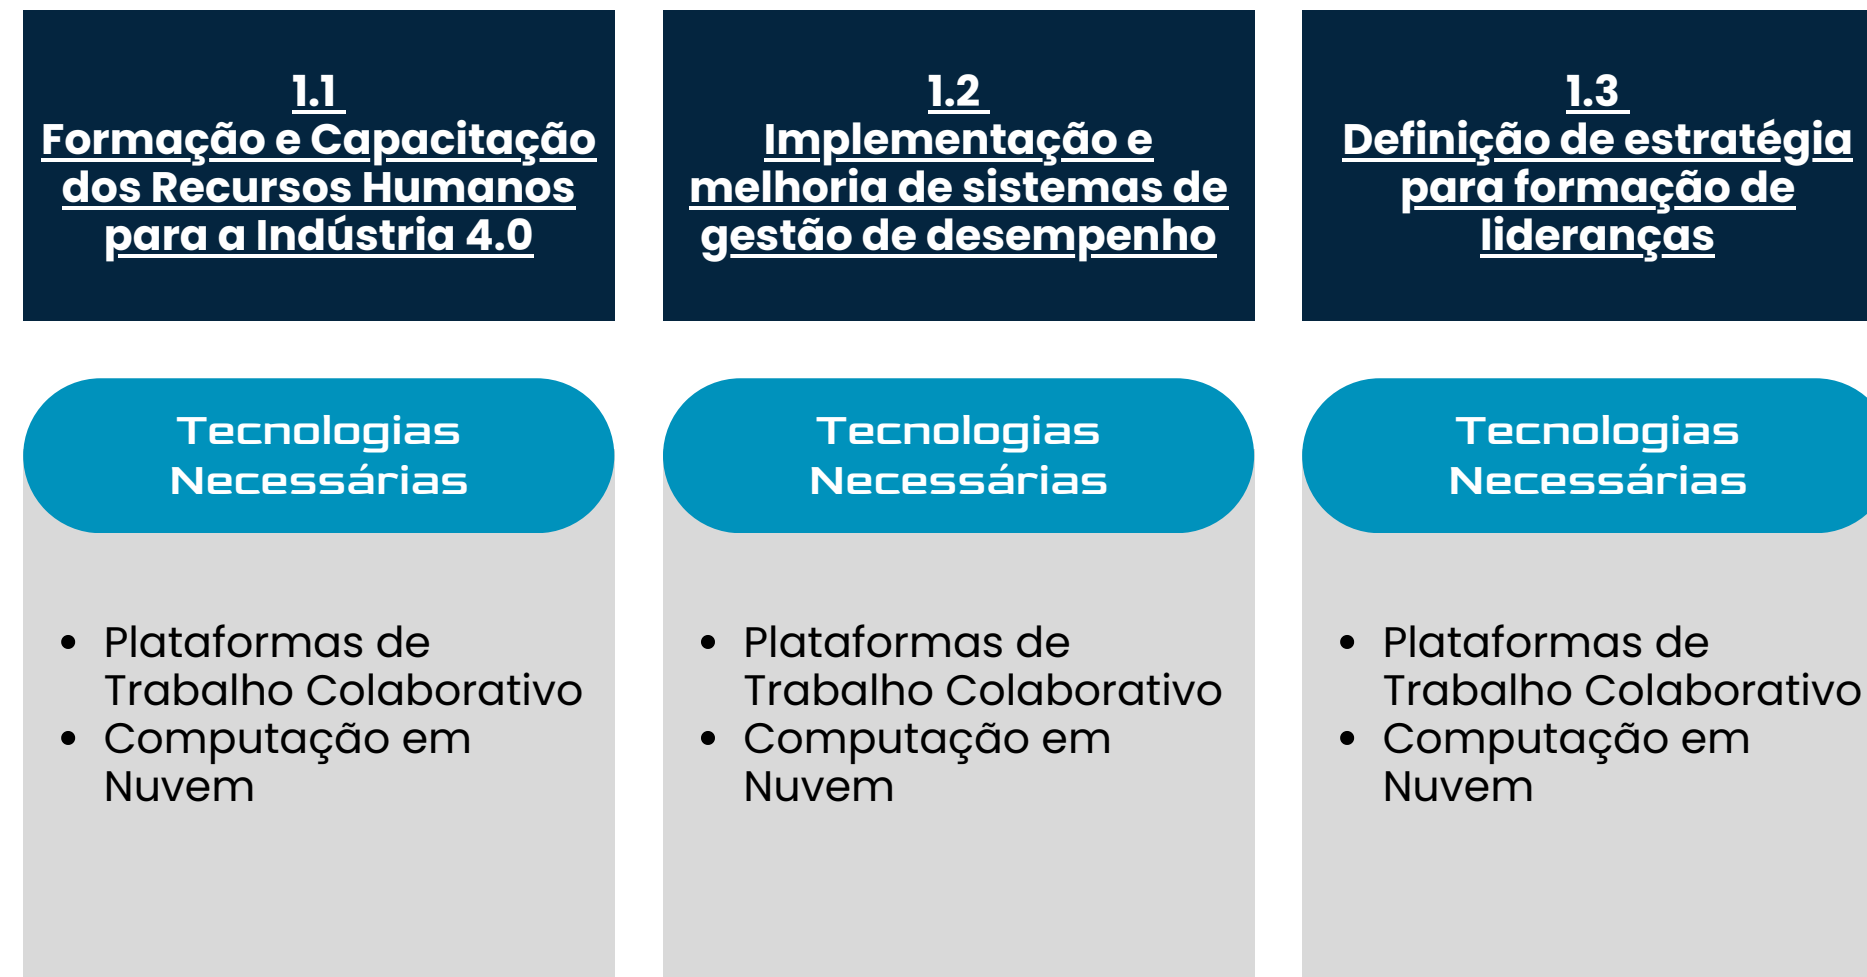 1.1
Formação e Capacitação
dos Recursos Humanos
para a Indústria 4.0
Tecnologias
Necessárias
• Plataformas de
Trabalho Colaborativo
• Computação em
Nuvem
1.2
Implementação e
melhoria de sistemas de
gestão de desempenho
Tecnologias
Necessárias
• Plataformas de
Trabalho Colaborativo
• Computação em
Nuvem
1.3
Definição de estratégia
para formação de
lideranças
Tecnologias
Necessárias
• Plataformas de
Trabalho Colaborativo
• Computação em
Nuvem